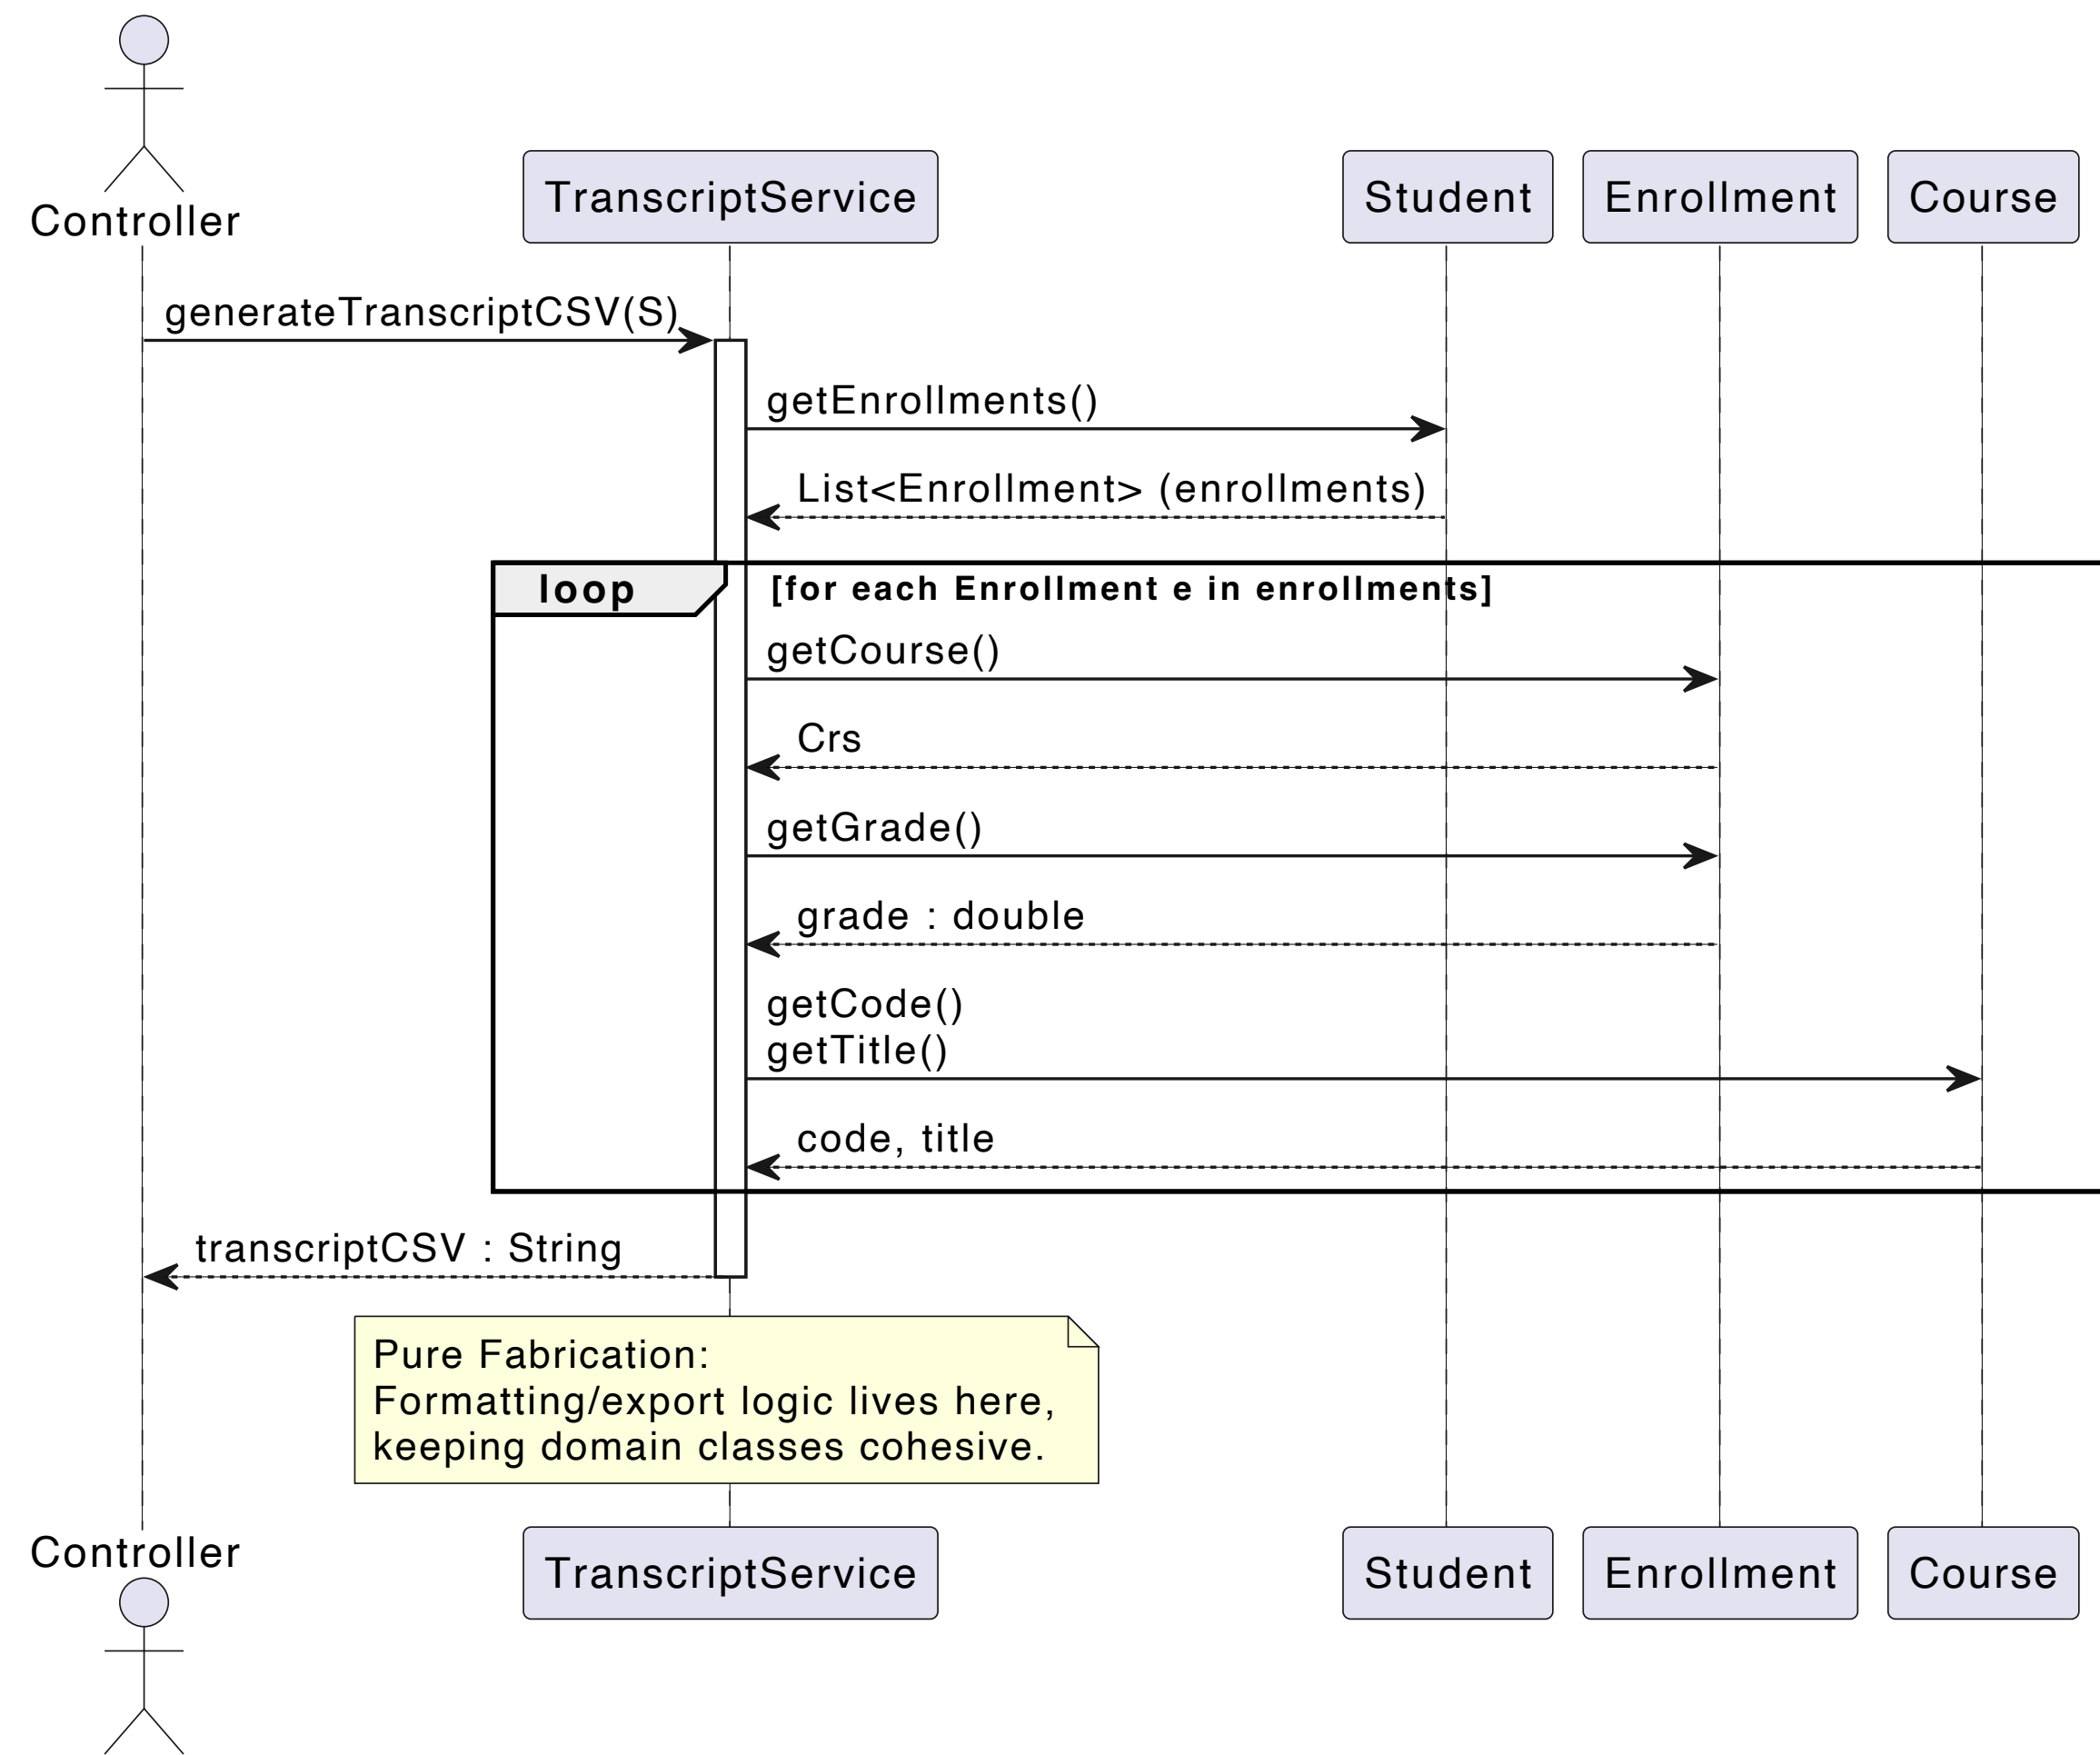 Controller
TranscriptService
Student
Enrollment
Course
generateTranscriptCSV(S)
getEnrollments()
List<Enrollment> (enrollments)
loop
[for each Enrollment e in enrollments]
getCourse()
Crs
getGrade()
grade : double
getCode()
getTitle()
code, title
transcriptCSV : String
Pure Fabrication:
Formatting/export logic lives here,
keeping domain classes cohesive.
Controller
TranscriptService
Student
Enrollment
Course